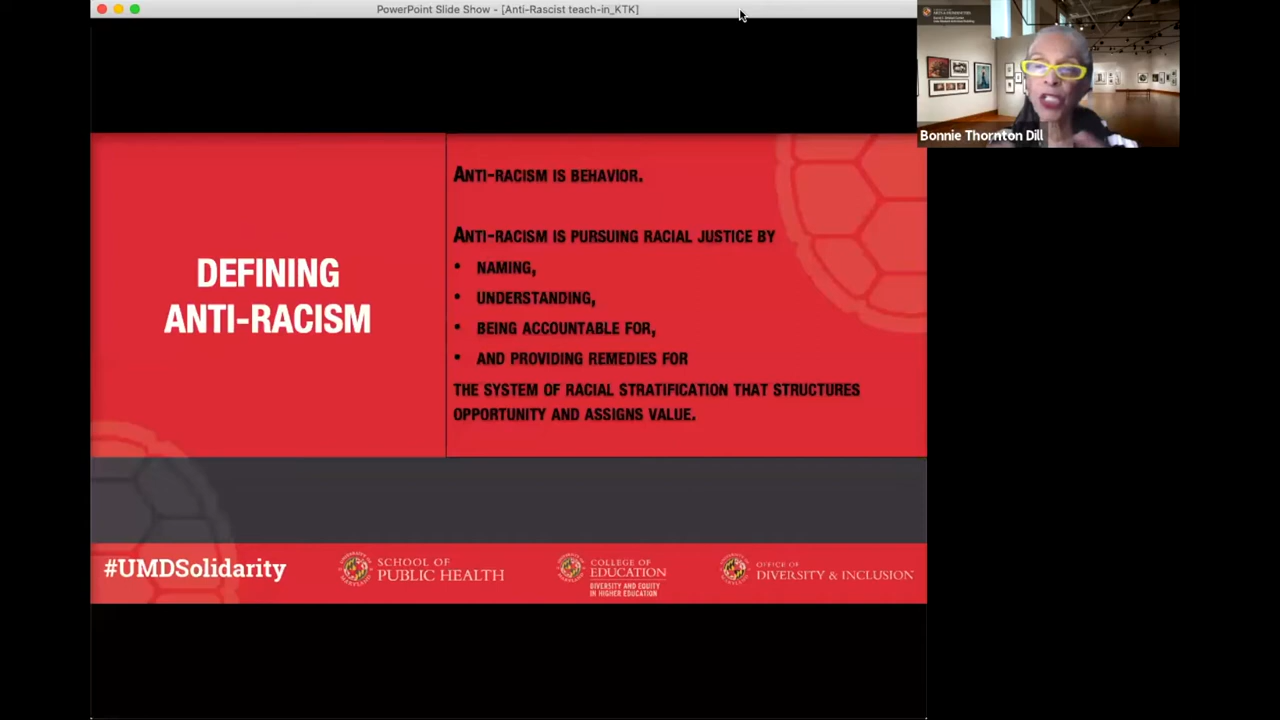 PowerPoint Slide Show - [Anti-Rascist teach-in_KTK]
Bonnie Thornton Dill
DEFINING
ANTI-RACISM
ANTI-RACISM IS BEHAVIOR.
ANTI-RACISM IS PURSUING RACIAL JUSTICE BY
• NAMING,
• UNDERSTANDING,
• BEING ACCOUNTABLE FOR,
• AND PROVIDING REMEDIES FOR
THE SYSTEM OF RACIAL STRATIFICATION THAT STRUCTURES
OPPORTUNITY AND ASSIGNS VALUE.
#UMDSolidarity
SCHOOL OF
PUBLIC HEALTH
COLLEGE OF
EDUCATION
DIVERSITY AND EQUITY
IN HIGHER EDUCATION
OFFICE OF
DIVERSITY & INCLUSION